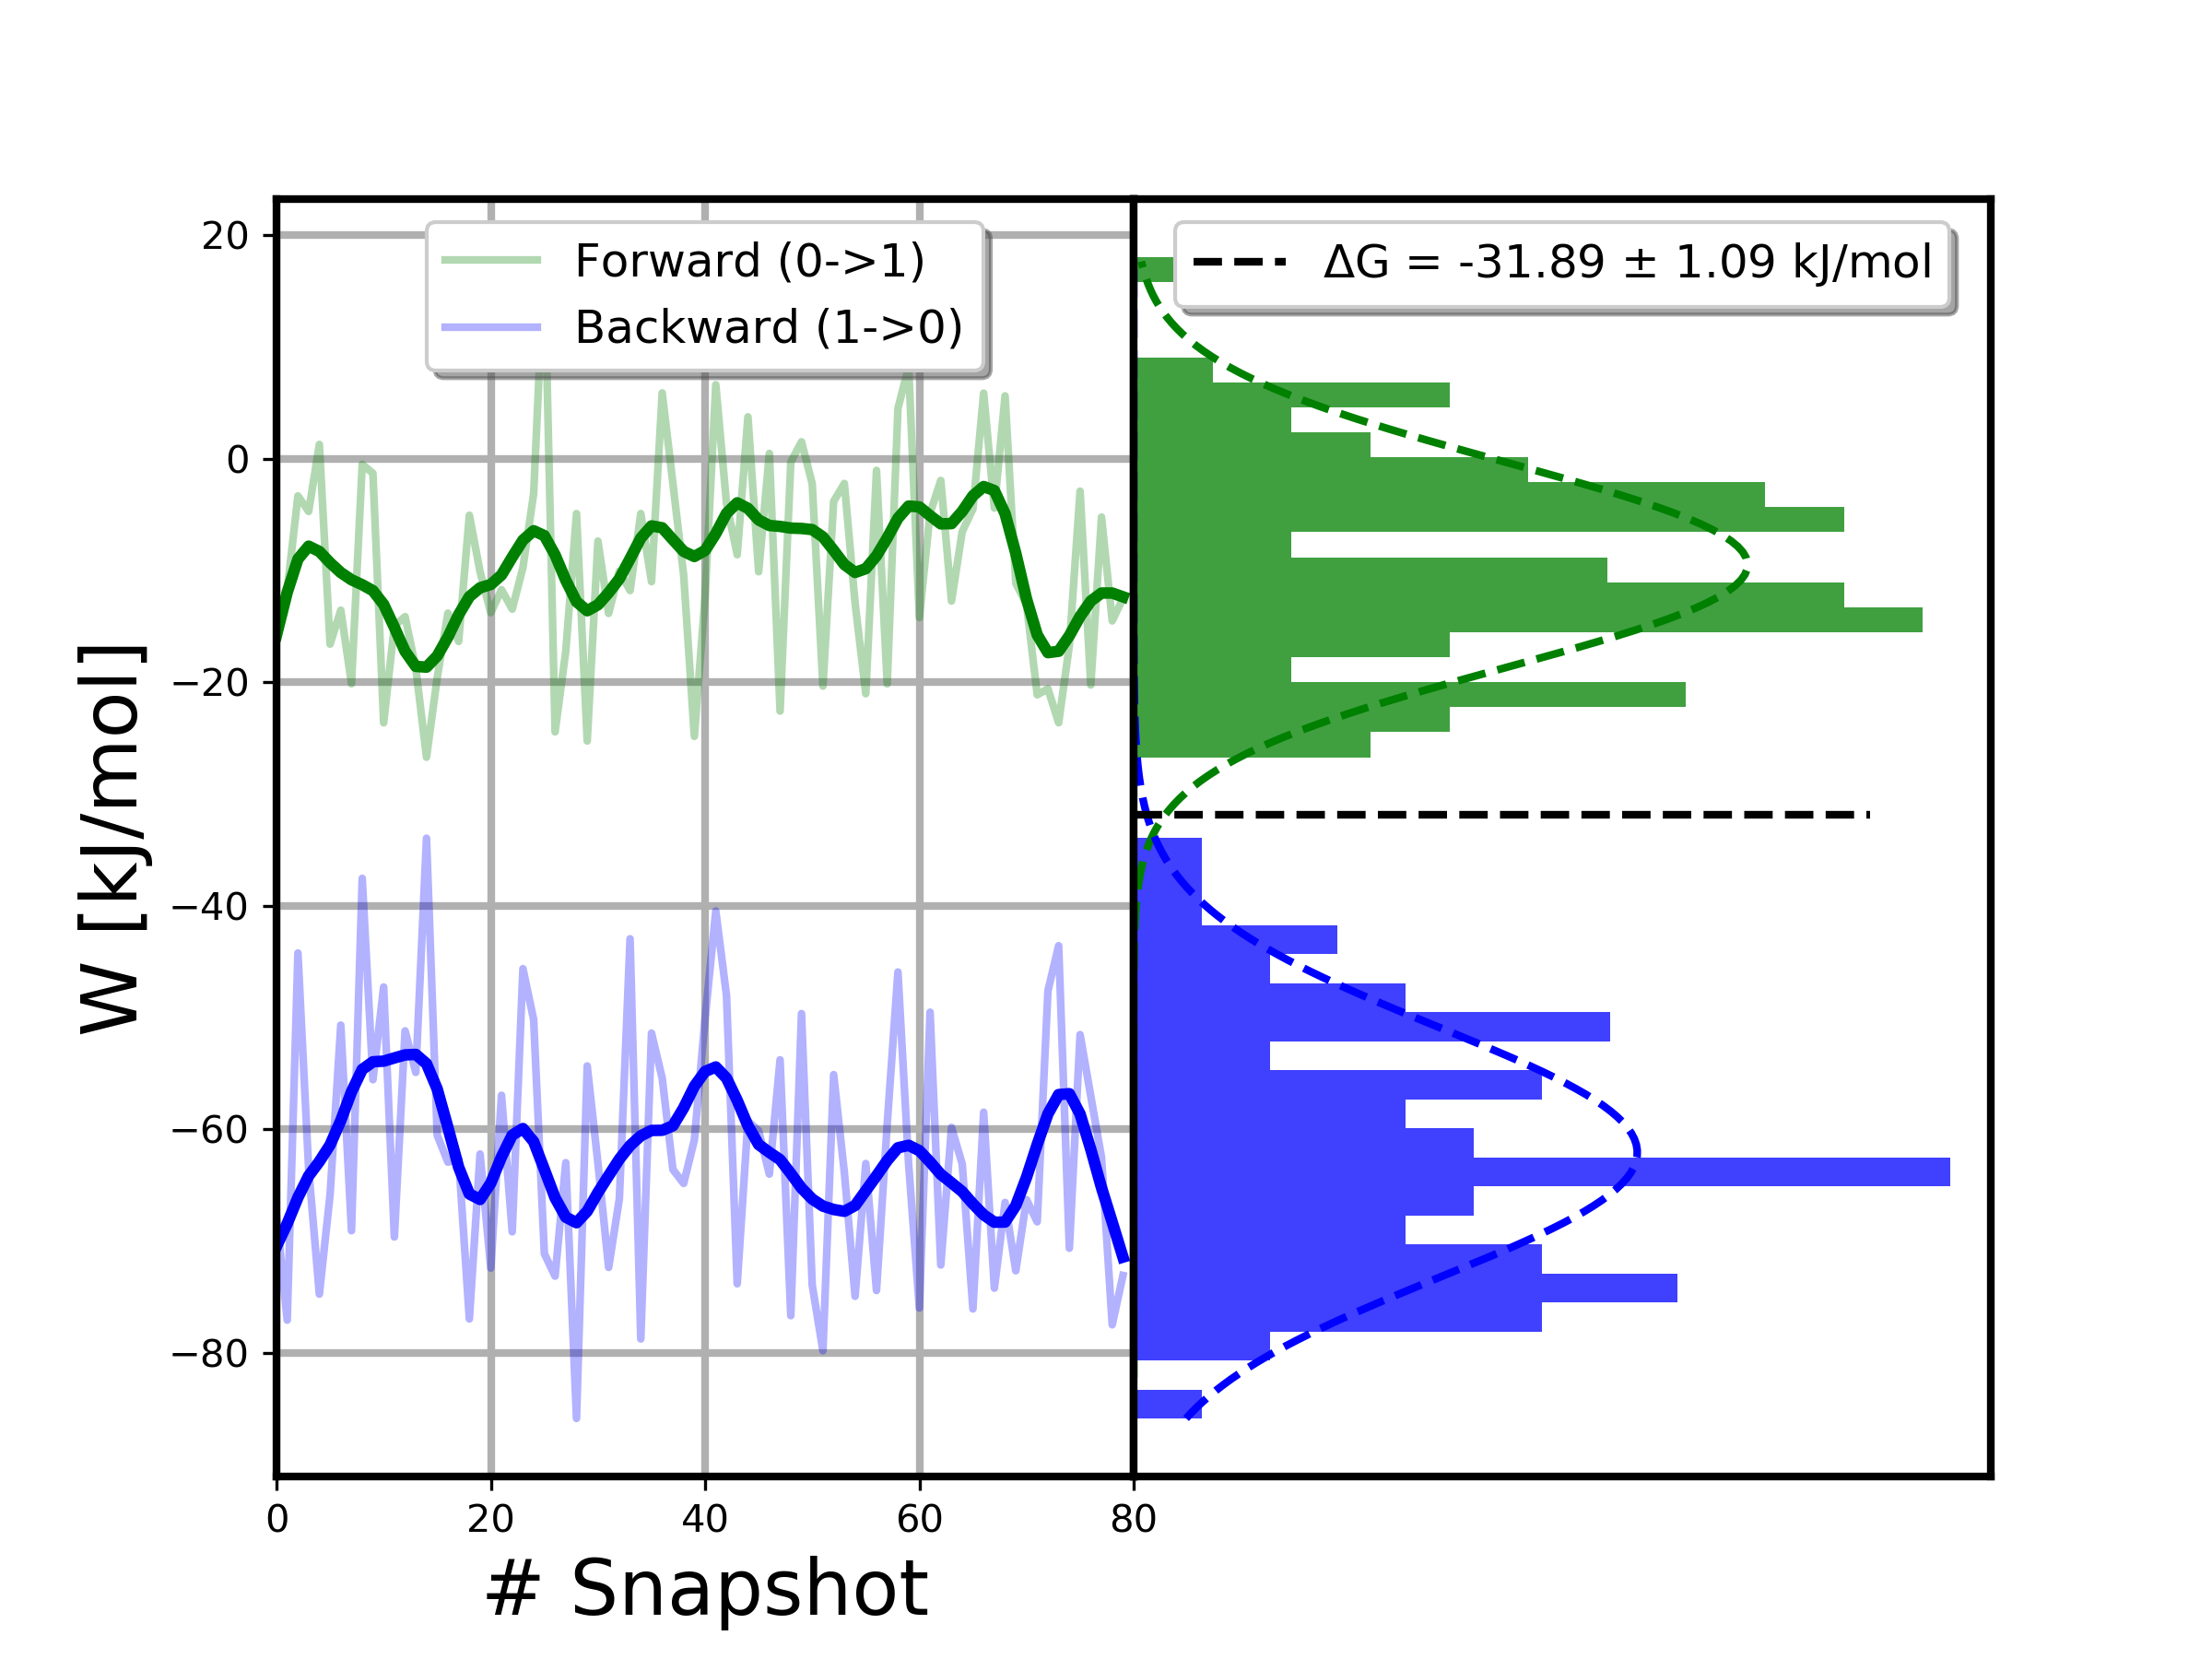 Forward (0->1)
Backward (1->0)
ΔG = -31.89 ± 1.09 kJ/mol
W [kJ/mol]
20
0
−20
−40
−60
−80
0 20 40 60 80
# Snapshot